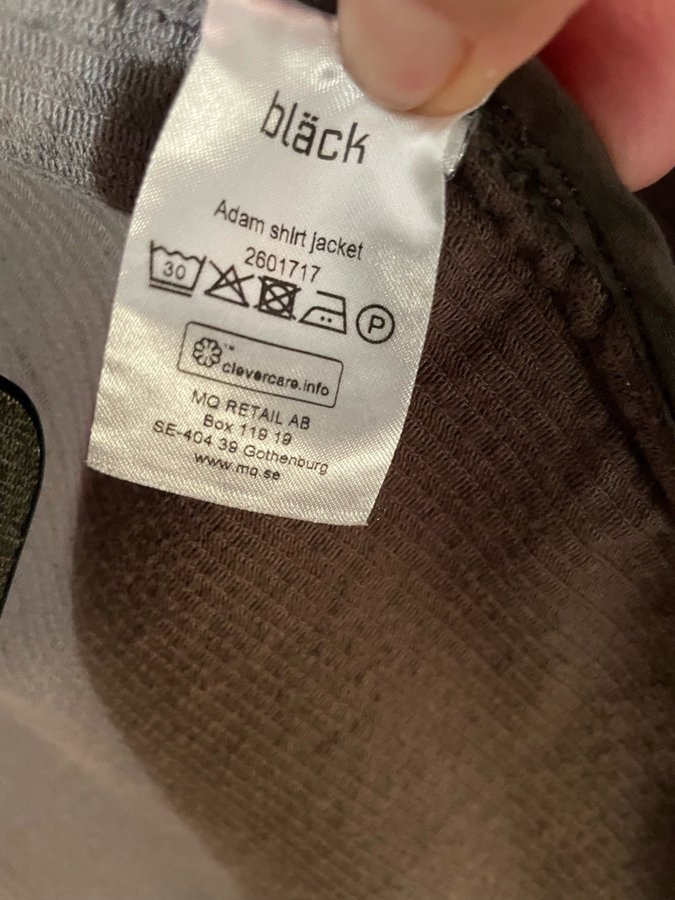 bläck
Adam shirt jacket
2601717
30 P
clevercare.info
MQ RETAIL AB
Box 119 19
SE-404 39 Gothenburg
www.mq.se